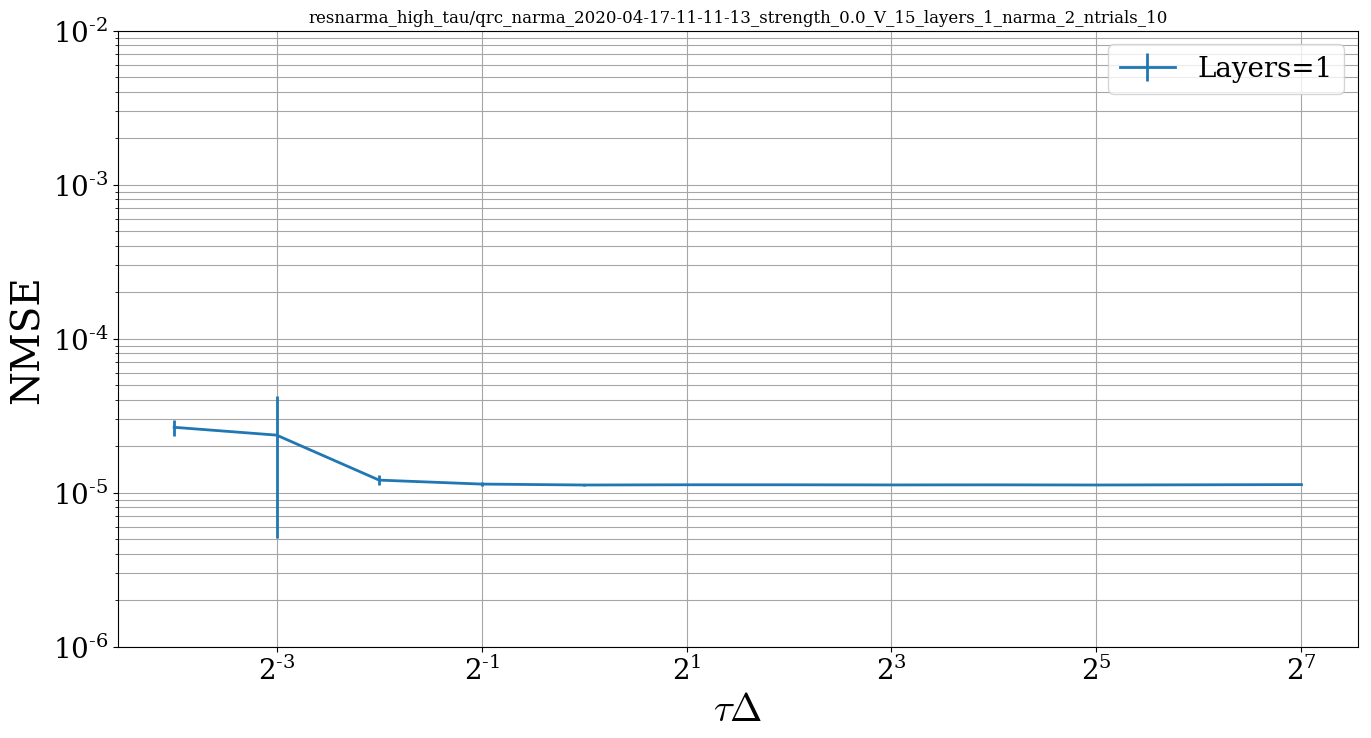 resnarma_high_tau/qrc_narma_2020-04-17-11-11-13_strength_0.0_V_15_layers_1_narma_2_ntrials_10
Layers=1
NMSE
10^-2
10^-3
10^-4
10^-5
10^-6
2^-3 2^-1 2^1 2^3 2^5 2^7
τΔ